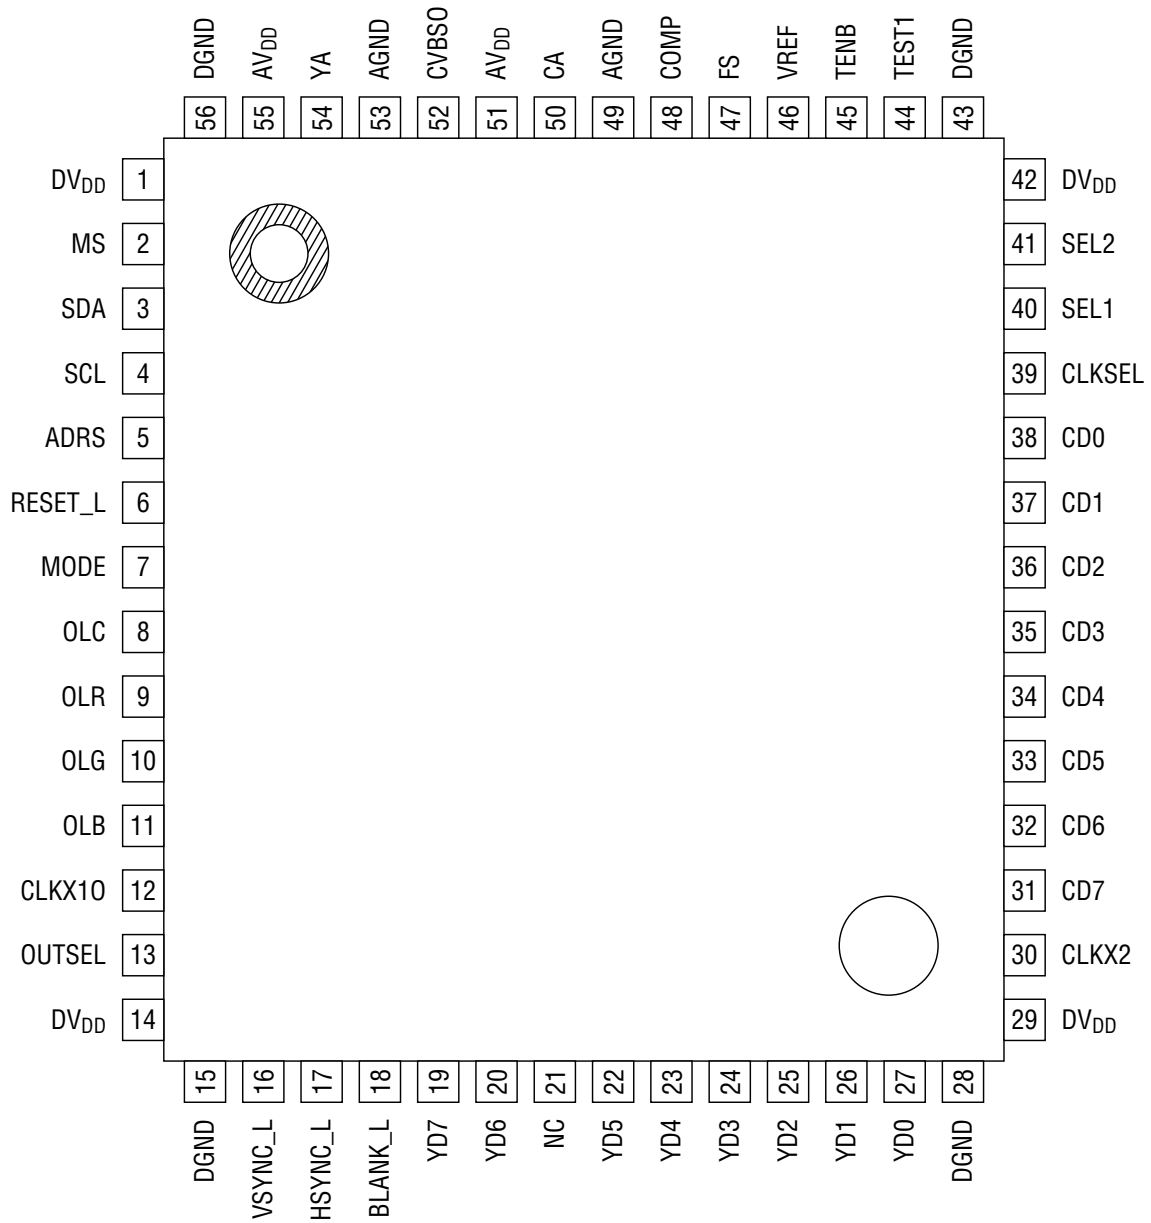 DGND AVDD YA AGND CVBSO AVDD CA AGND COMP FS VREF TENB TEST1 DGND
56 55 54 53 52 51 50 49 48 47 46 45 44 43
DVDD 1 42 DVDD
MS 2 41 SEL2
SDA 3 40 SEL1
SCL 4 39 CLKSEL
ADRS 5 38 CD0
RESET_L 6 37 CD1
MODE 7 36 CD2
OLC 8 35 CD3
OLR 9 34 CD4
OLG 10 33 CD5
OLB 11 32 CD6
CLKX1O 12 31 CD7
OUTSEL 13 30 CLKX2
DVDD 14 29 DVDD
15 16 17 18 19 20 21 22 23 24 25 26 27 28
DGND VSYNC_L HSYNC_L BLANK_L YD7 YD6 NC YD5 YD4 YD3 YD2 YD1 YD0 DGND